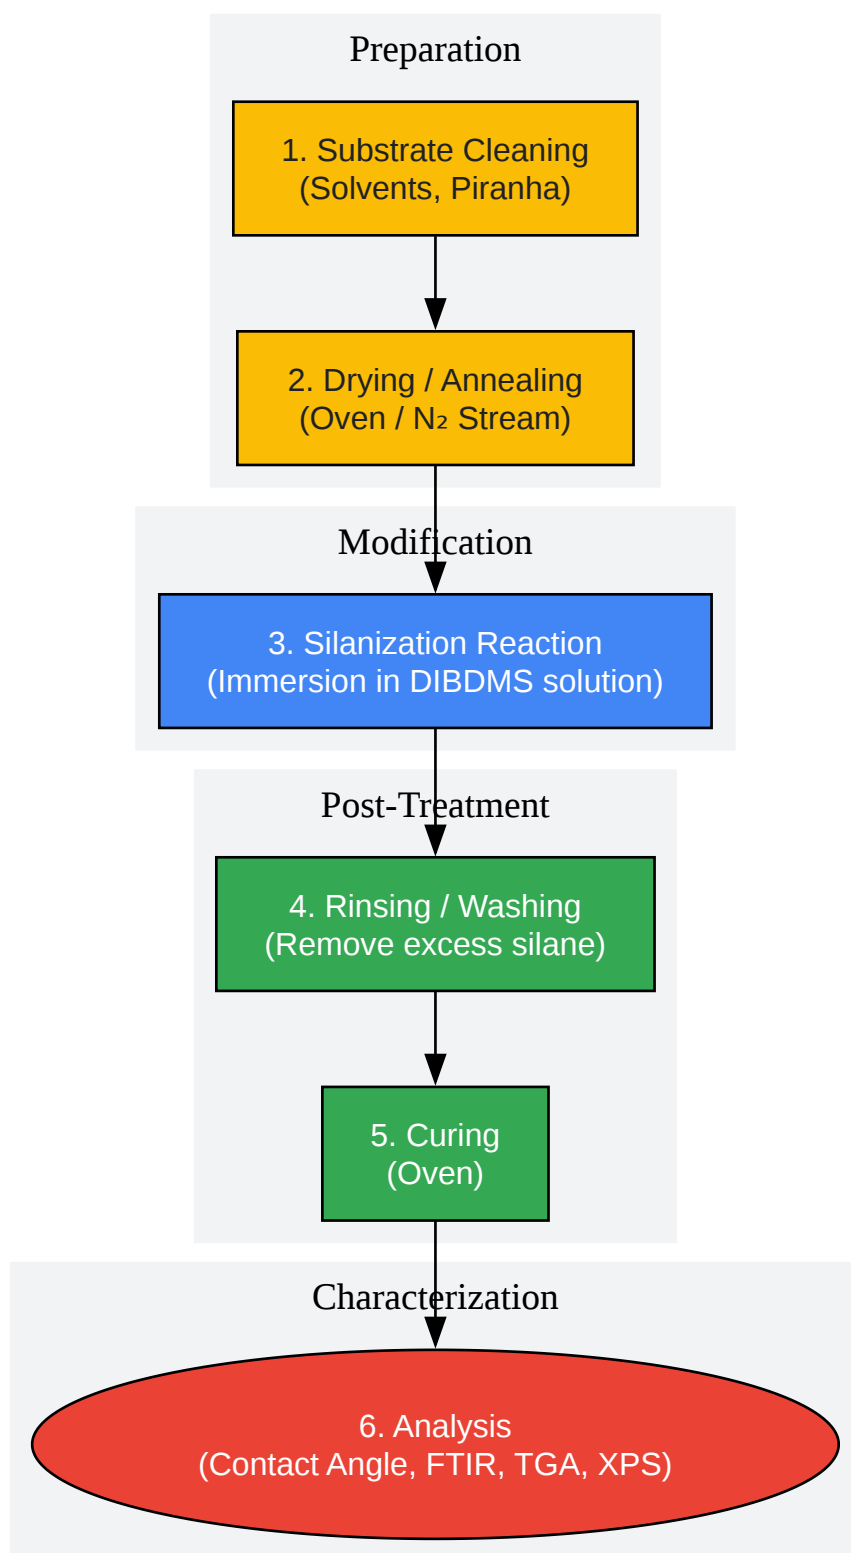 Preparation
1. Substrate Cleaning
(Solvents, Piranha)
2. Drying / Annealing
(Oven / N₂ Stream)
Modification
3. Silanization Reaction
(Immersion in DIBDMS solution)
Post-Treatment
4. Rinsing / Washing
(Remove excess silane)
5. Curing
(Oven)
Characterization
6. Analysis
(Contact Angle, FTIR, TGA, XPS)